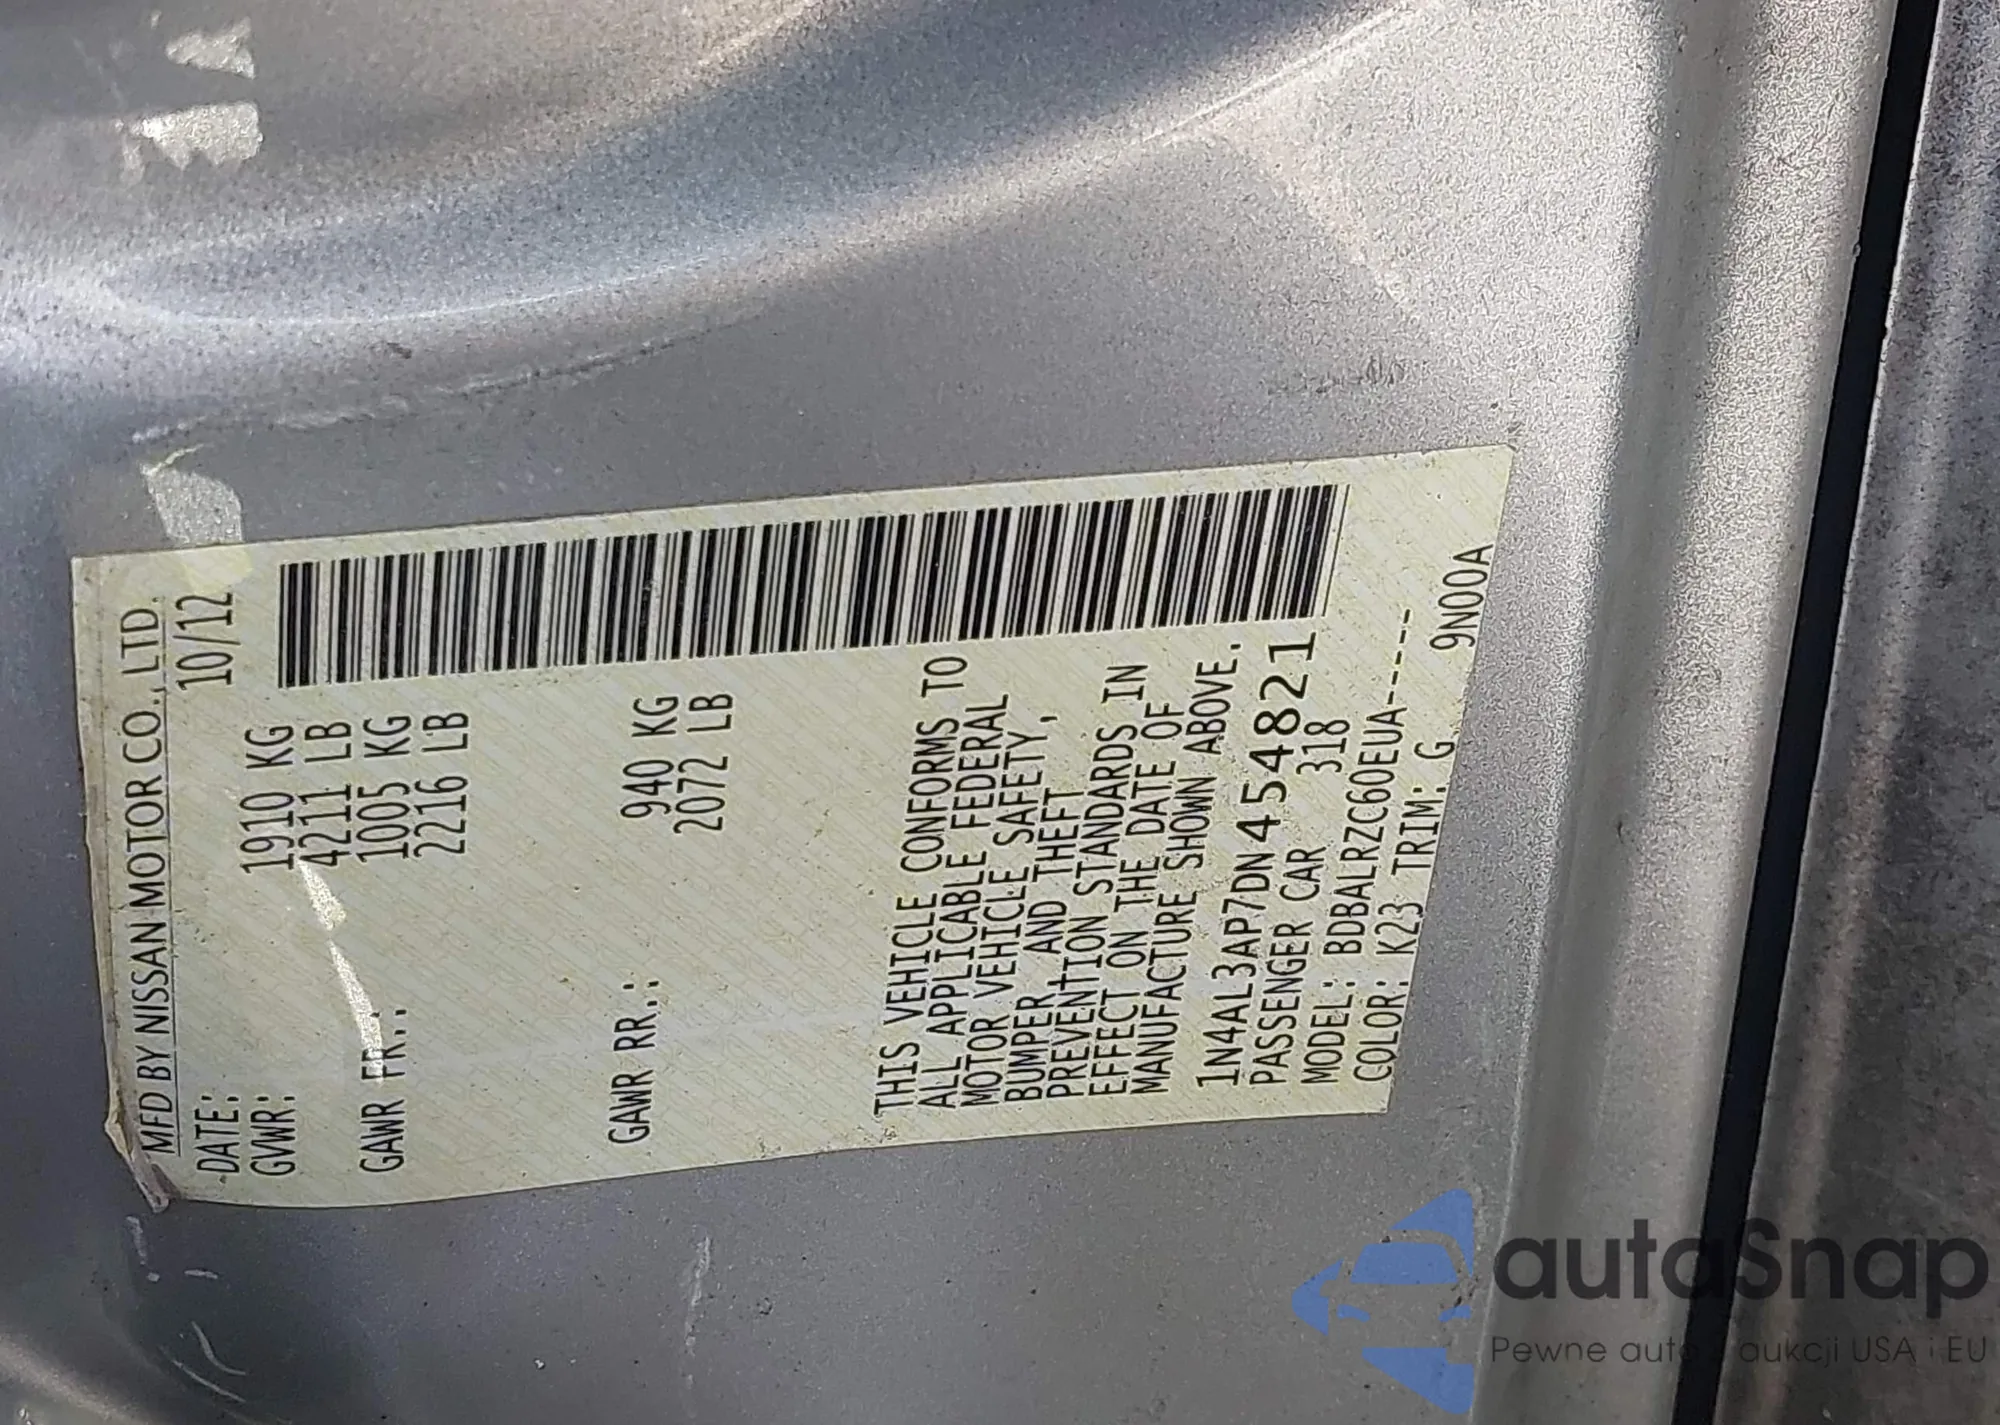 MFD BY NISSAN MOTOR CO., LTD.
DATE: 10/12
GVWR: 1910 KG
4211 LB
GAWR FR.: 1005 KG
2216 LB
GAWR RR.: 940 KG
2072 LB
THIS VEHICLE CONFORMS TO
ALL APPLICABLE FEDERAL
MOTOR VEHICLE SAFETY,
BUMPER AND THEFT
PREVENTION STANDARDS IN
EFFECT ON THE DATE OF
MANUFACTURE SHOWN ABOVE.
1N4AL3AP7DN454821
PASSENGER CAR 318
MODEL: BDBALRZC60EUA-----
COLOR: K23 TRIM: G 9N00A
autaSnap
Pewne auta z aukcji USA i EU